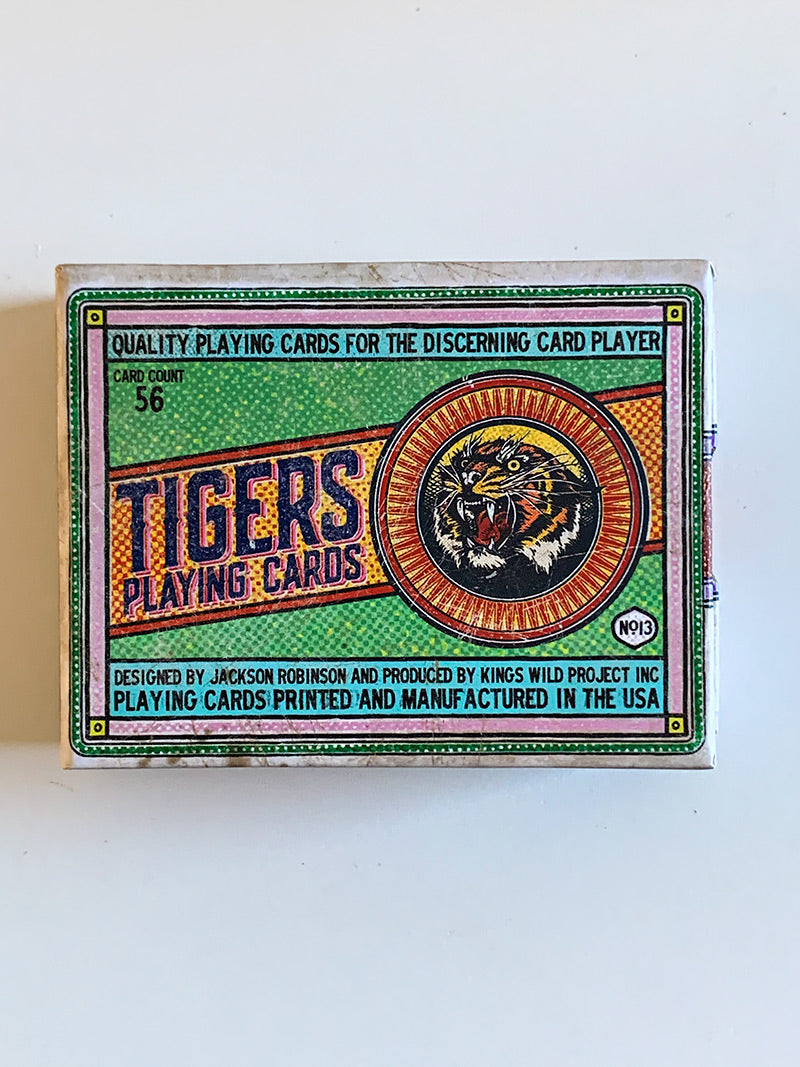 QUALITY PLAYING CARDS FOR THE DISCERNING CARD PLAYER
CARD COUNT
56
TIGERS
PLAYING CARDS
Nº13
DESIGNED BY JACKSON ROBINSON AND PRODUCED BY KINGS WILD PROJECT INC
PLAYING CARDS PRINTED AND MANUFACTURED IN THE USA